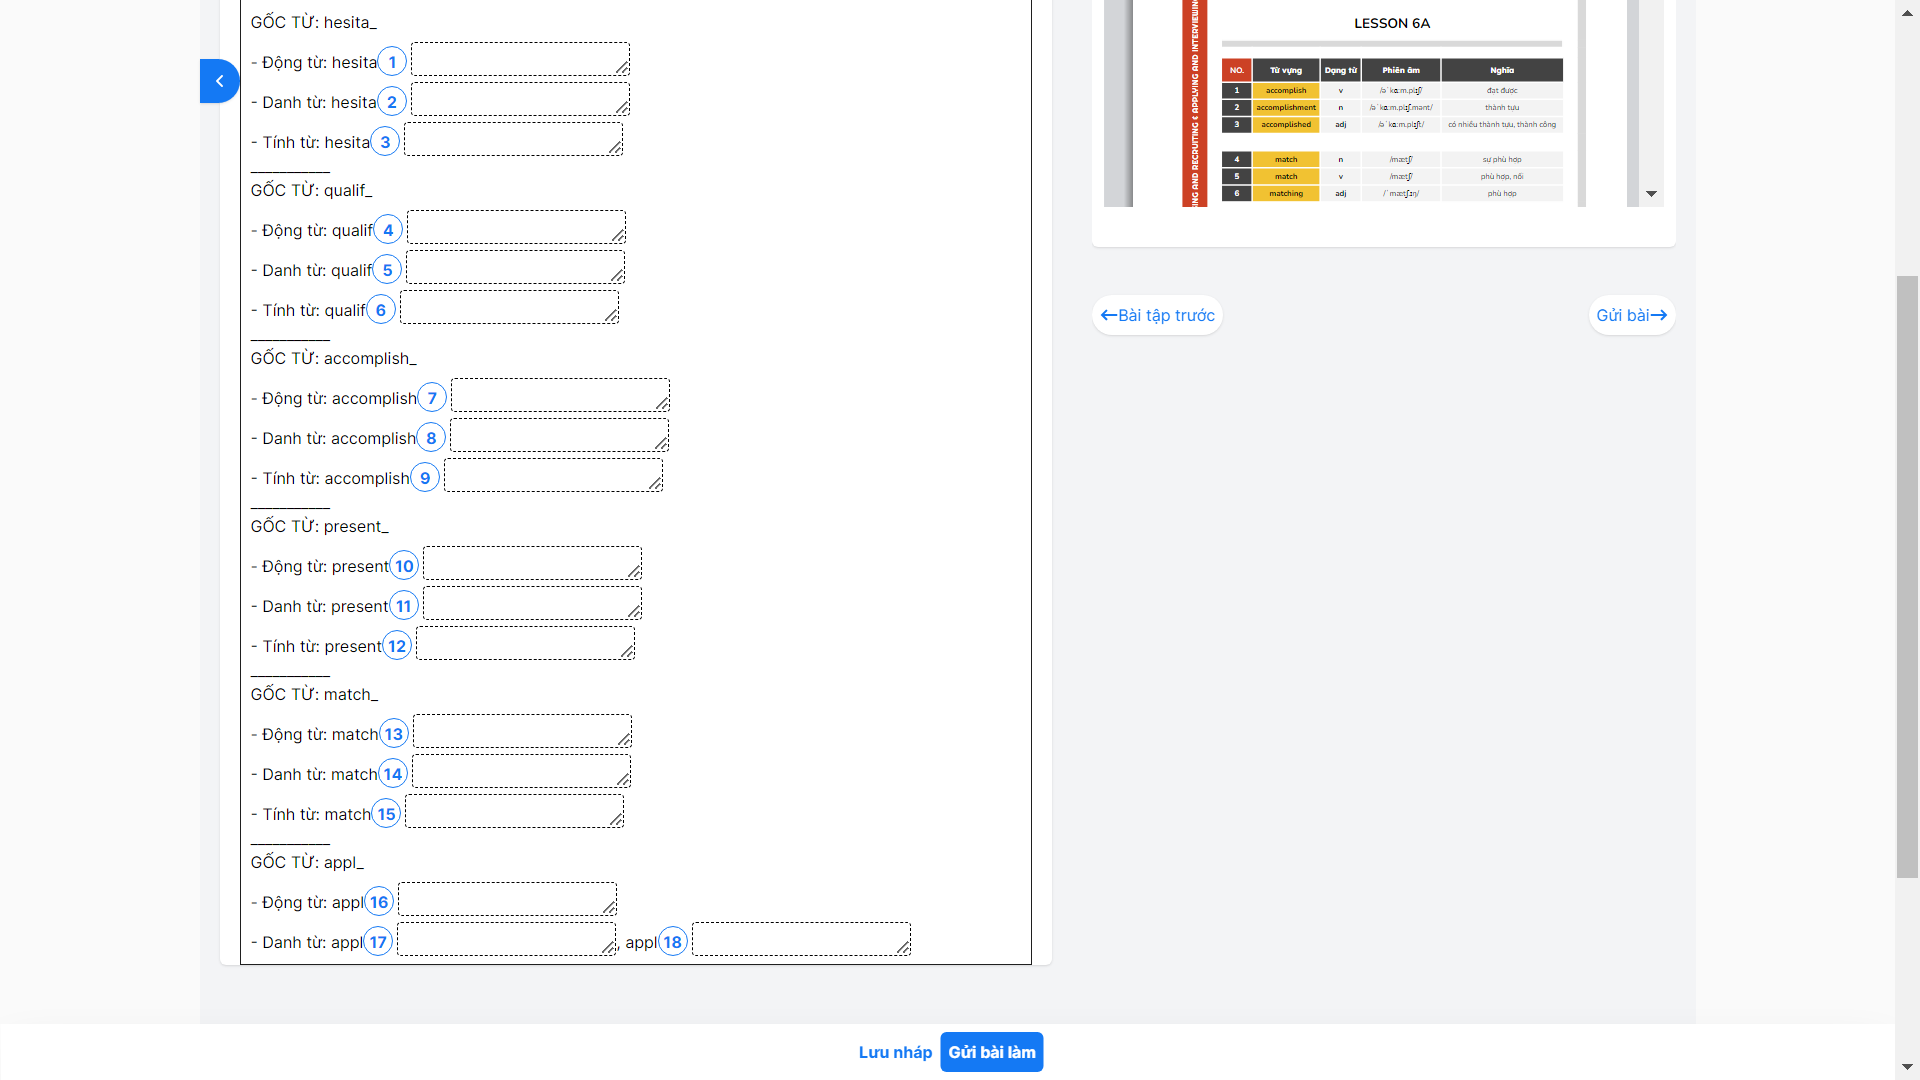 GỐC TỪ: hesita_
- Động từ: hesita 1
- Danh từ: hesita 2
- Tính từ: hesita 3
___________
GỐC TỪ: qualif_
- Động từ: qualif 4
- Danh từ: qualif 5
- Tính từ: qualif 6
___________
GỐC TỪ: accomplish_
- Động từ: accomplish 7
- Danh từ: accomplish 8
- Tính từ: accomplish 9
___________
GỐC TỪ: present_
- Động từ: present 10
- Danh từ: present 11
- Tính từ: present 12
___________
GỐC TỪ: match_
- Động từ: match 13
- Danh từ: match 14
- Tính từ: match 15
___________
GỐC TỪ: appl_
- Động từ: appl 16
- Danh từ: appl 17 , appl 18
AND RECRUITING & APPLYING AND INTERVIEWING
LESSON 6A
NO. Từ vựng Dạng từ Phiên âm Nghĩa
1 accomplish v /əˈkɑːm.plɪʃ/ đạt được
2 accomplishment n /əˈkɑːm.plɪʃ.mənt/ thành tựu
3 accomplished adj /əˈkɑːm.plɪʃt/ có nhiều thành tựu, thành công
4 match n /mætʃ/ sự phù hợp
5 match v /mætʃ/ phù hợp, nối
6 matching adj /ˈmætʃɪŋ/ phù hợp
Bài tập trước
Gửi bài
Lưu nháp Gửi bài làm